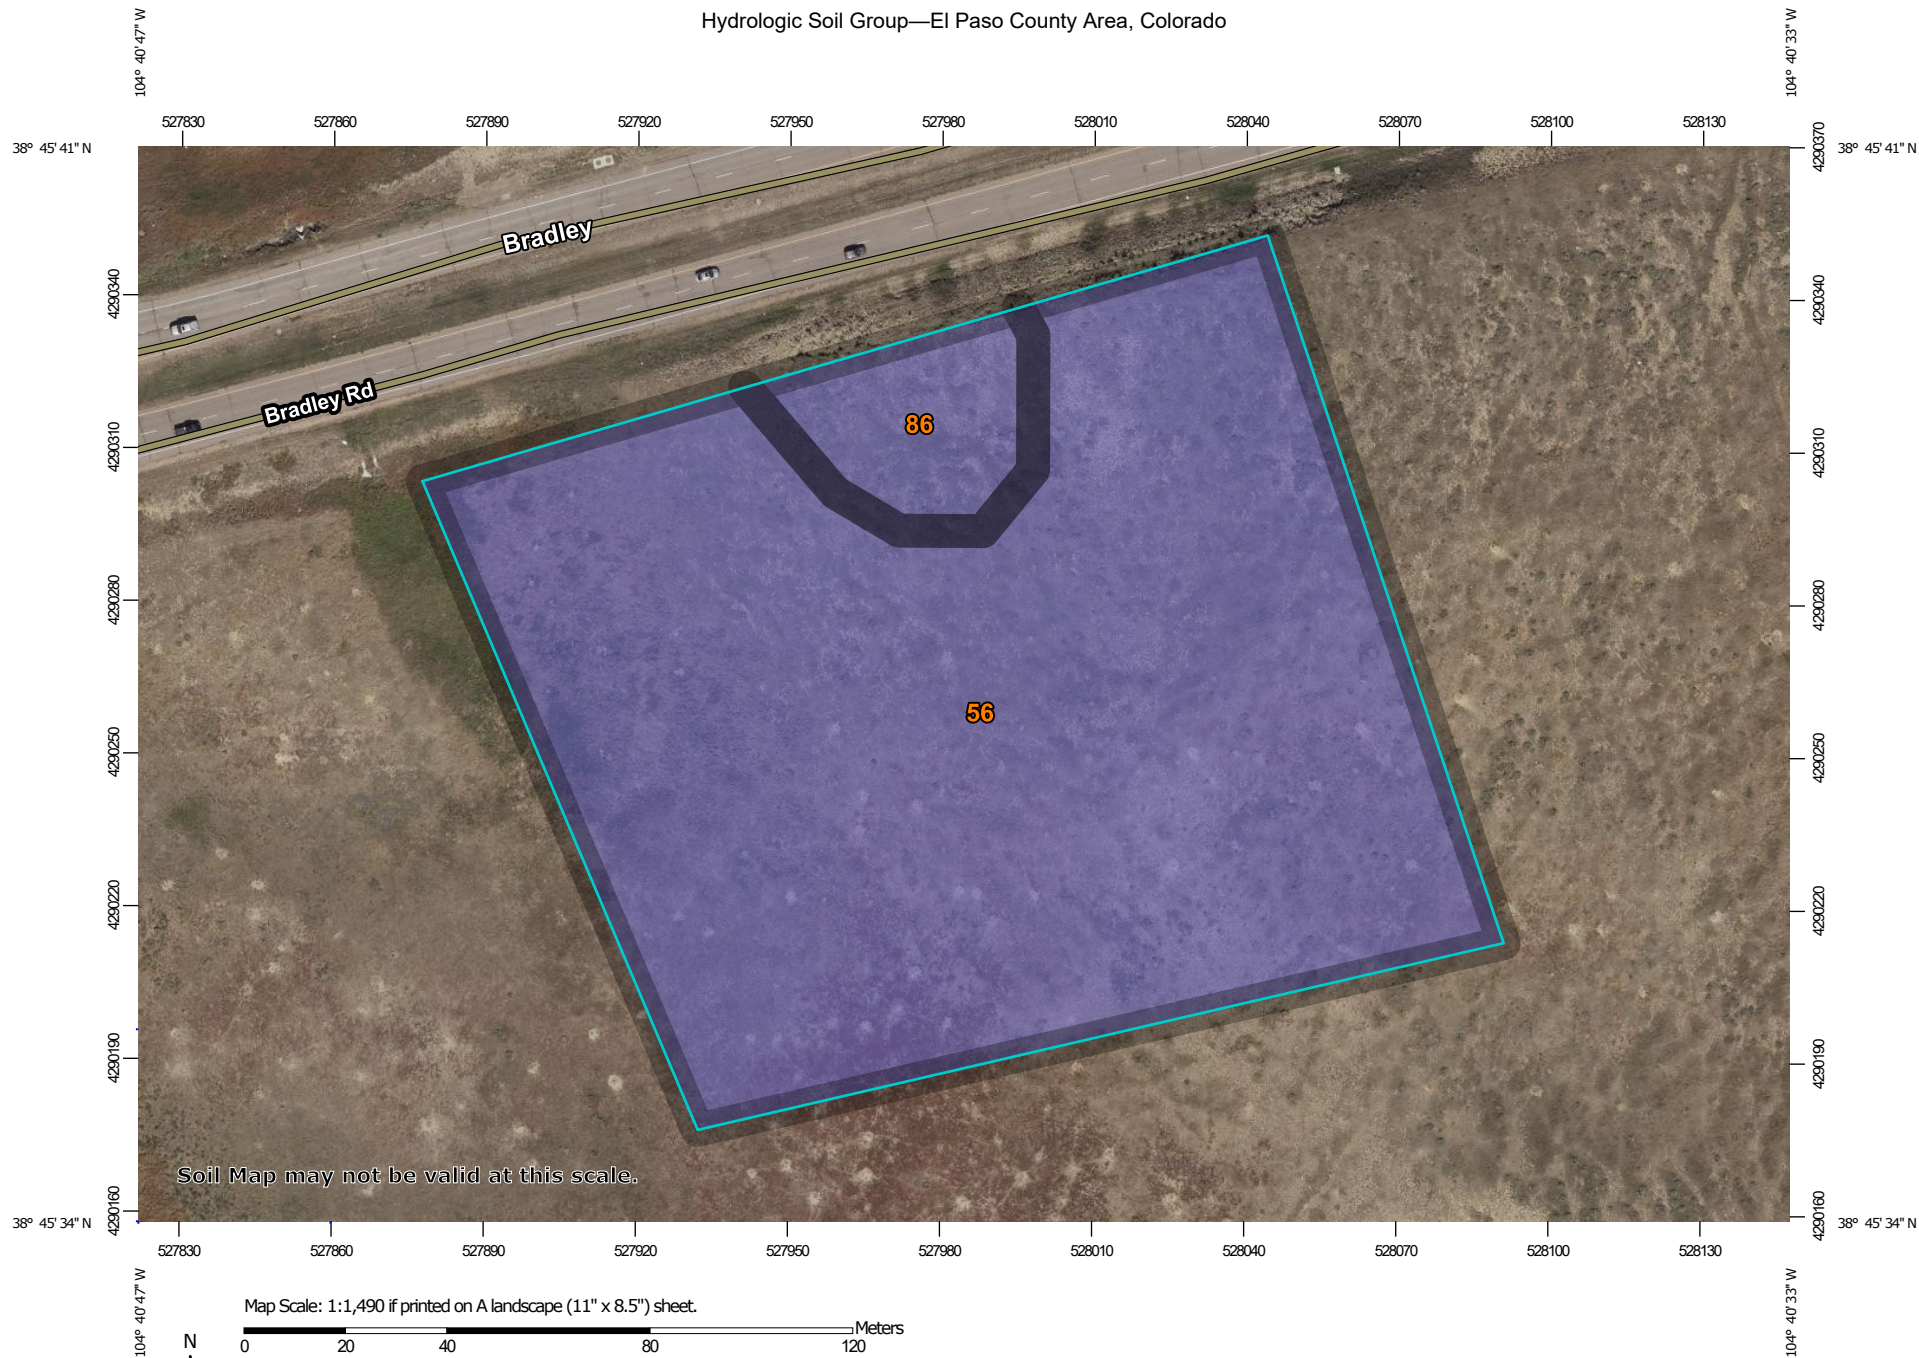 Hydrologic Soil Group—El Paso County Area, Colorado
104° 40' 47" W
104° 40' 33" W
527830 527860 527890 527920 527950 527980 528010 528040 528070 528100 528130
38° 45' 41" N
4290370
38° 45' 41" N
Bradley
4290340
4290340
Bradley Rd
86
4290310
4290310
4290280
4290280
56
4290250
4290250
4290220
4290220
4290190
4290190
Soil Map may not be valid at this scale.
4290160
4290160
38° 45' 34" N
38° 45' 34" N
527830 527860 527890 527920 527950 527980 528010 528040 528070 528100 528130
104° 40' 47" W
104° 40' 33" W
Map Scale: 1:1,490 if printed on A landscape (11" x 8.5") sheet.
Meters
N
0 20 40 80 120